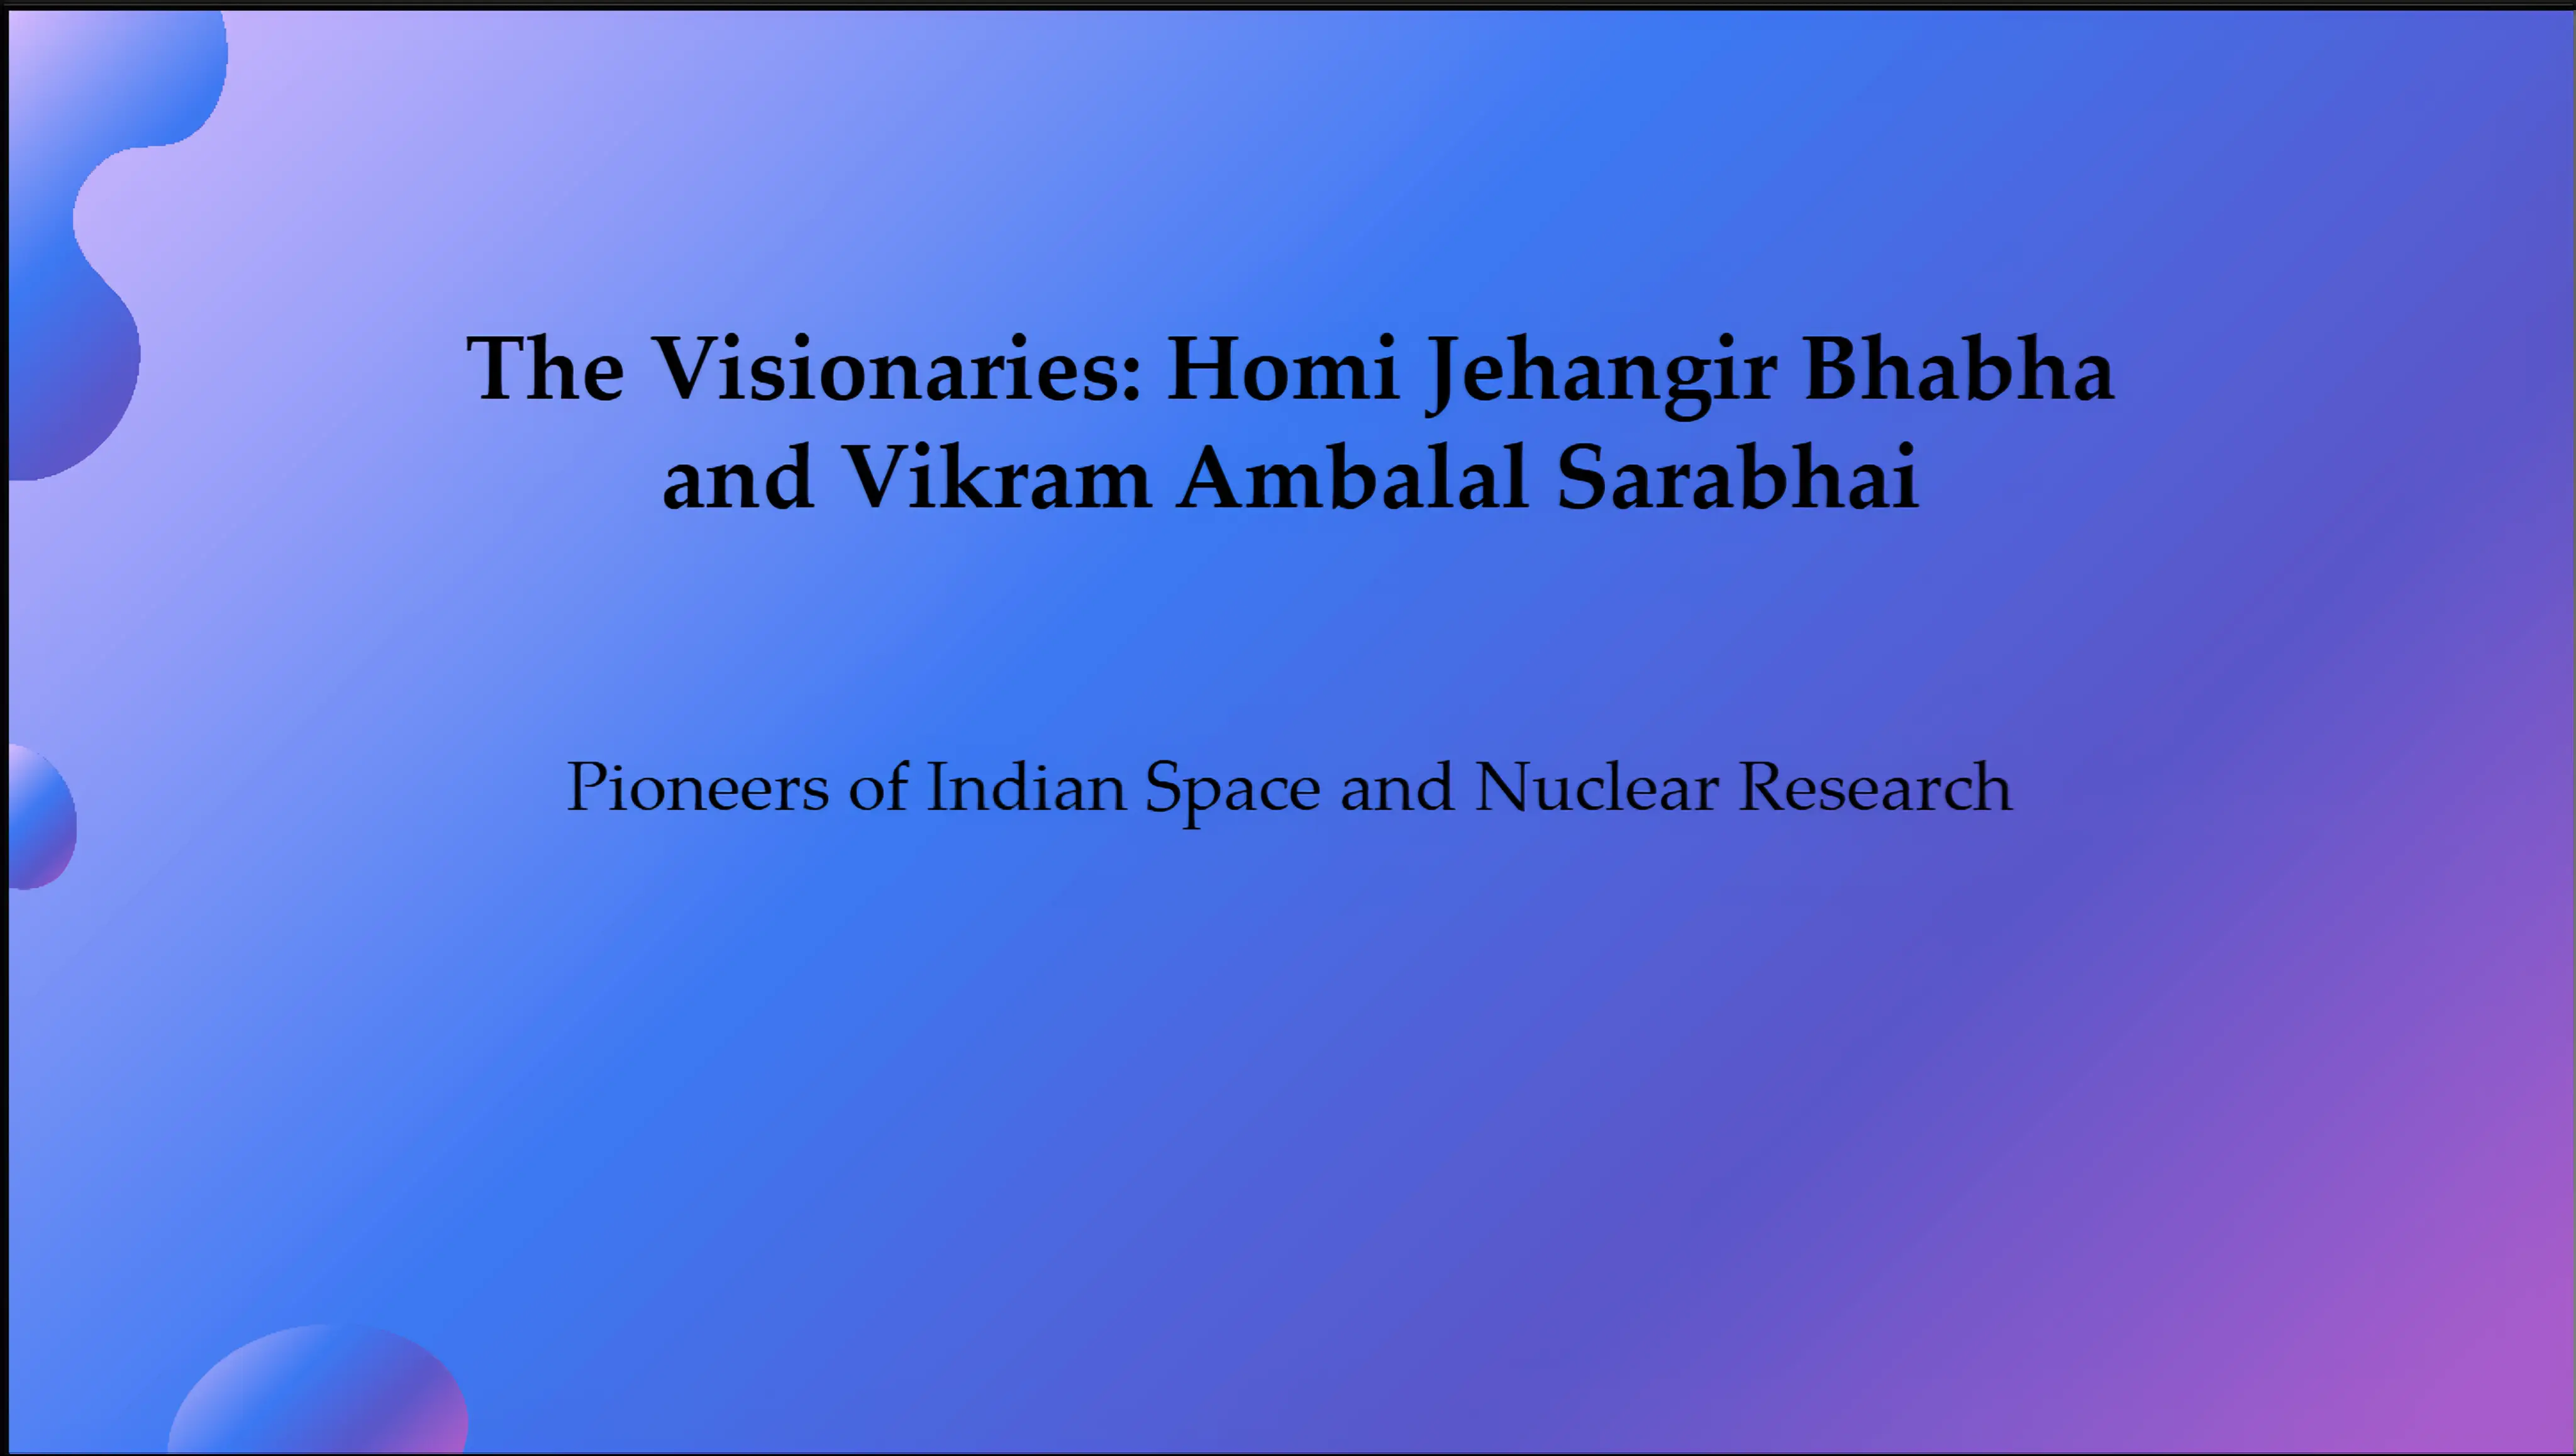 The Visionaries: Homi Jehangir Bhabha
and Vikram Ambalal Sarabhai
Pioneers of Indian Space and Nuclear Research